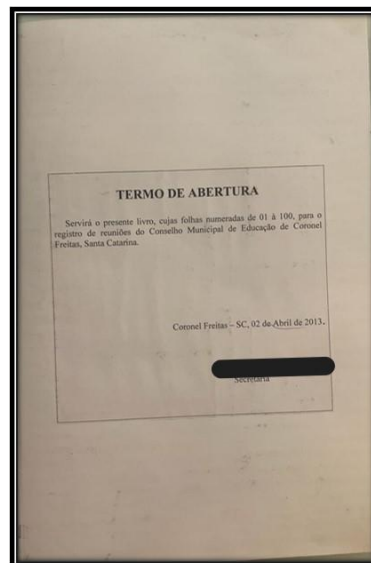 TERMO DE ABERTURA
Servirá o presente livro, cujas folhas numeradas de 01 à 100, para o
registro de reuniões do Conselho Municipal de Educação de Coronel
Freitas, Santa Catarina.
Coronel Freitas – SC, 02 de Abril de 2013.
Secretária